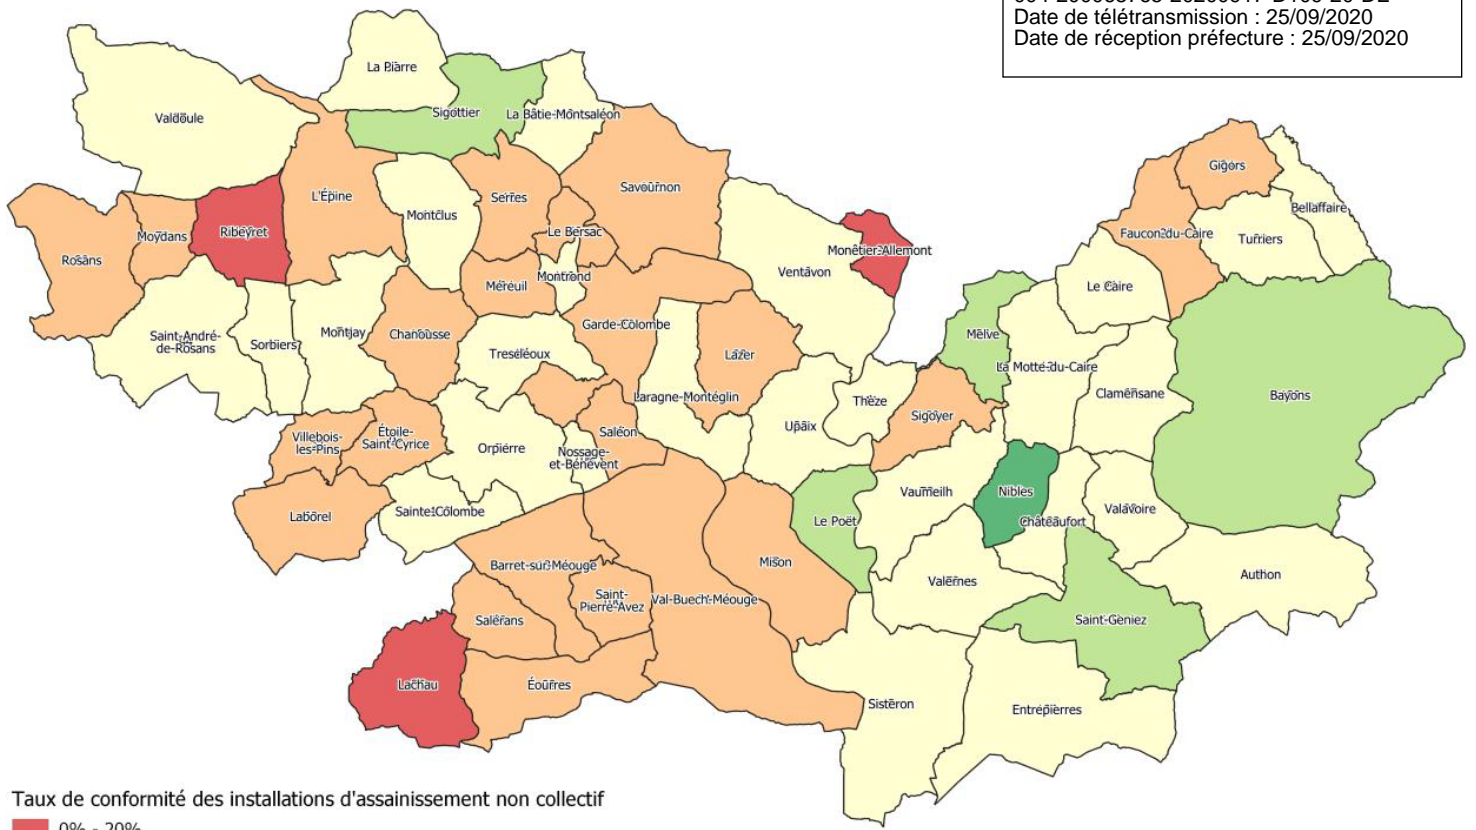 Date de télétransmission : 25/09/2020
Date de réception préfecture : 25/09/2020
La Piarre
Sigottier
La Bâtie-Montsaléon
Valdoule
Gigors
L'Épine
Serres
Savournon
Montclus
Bellaffaire
Ribeyret
Moydans
Le Bersac
Faucon-du-Caire
Turriers
Rosans
Monêtier-Allemont
Ventavon
Montrond
Méreuil
Le Caire
Garde-Colombe
Saint-André-
de-Rosans
Sorbiers
Montjay
Chanousse
Melve
Trescléoux
Lazer
La Motte-du-Caire
Clamensane
Bayons
Laragne-Montéglin
Thèze
Sigoyer
Upaix
Villebois-
les-Pins
Étoile-
Saint-Cyrice
Saléon
Orpierre
Nossage-
et-Bénévent
Vaumeilh
Nibles
Laborel
Sainte-Colombe
Le Poët
Châteaufort
Valavoire
Barret-sur-Méouge
Mison
Authon
Valernes
Saint-
Pierre-Avez
Val-Buech-Méouge
Salérans
Saint-Geniez
Lachau
Éourres
Sisteron
Entrepierres
Taux de conformité des installations d'assainissement non collectif
0% - 20%